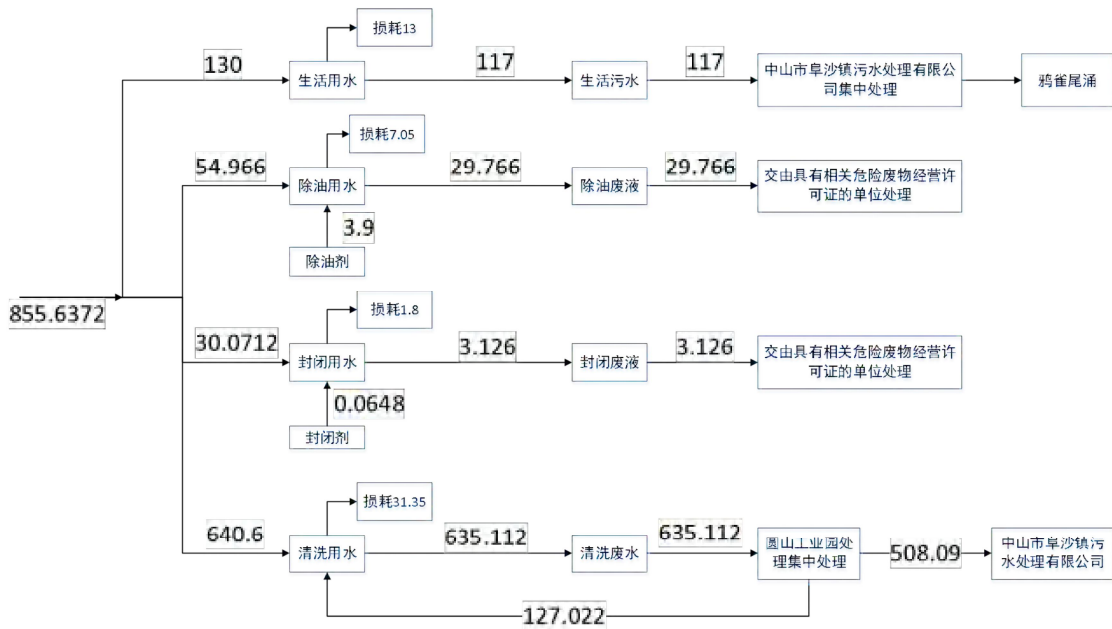 损耗13
130
生活用水
117
生活污水
117
中山市阜沙镇污水处理有限公
司集中处理
鸦雀尾涌
损耗7.05
54.966
除油用水
29.766
除油废液
29.766
交由具有相关危险废物经营许
可证的单位处理
3.9
除油剂
855.6372
损耗1.8
30.0712
封闭用水
3.126
封闭废液
3.126
交由具有相关危险废物经营许
可证的单位处理
0.0648
封闭剂
损耗31.35
640.6
清洗用水
635.112
清洗废水
635.112
圆山工业园处
理集中处理
508.09
中山市阜沙镇污
水处理有限公司
127.022